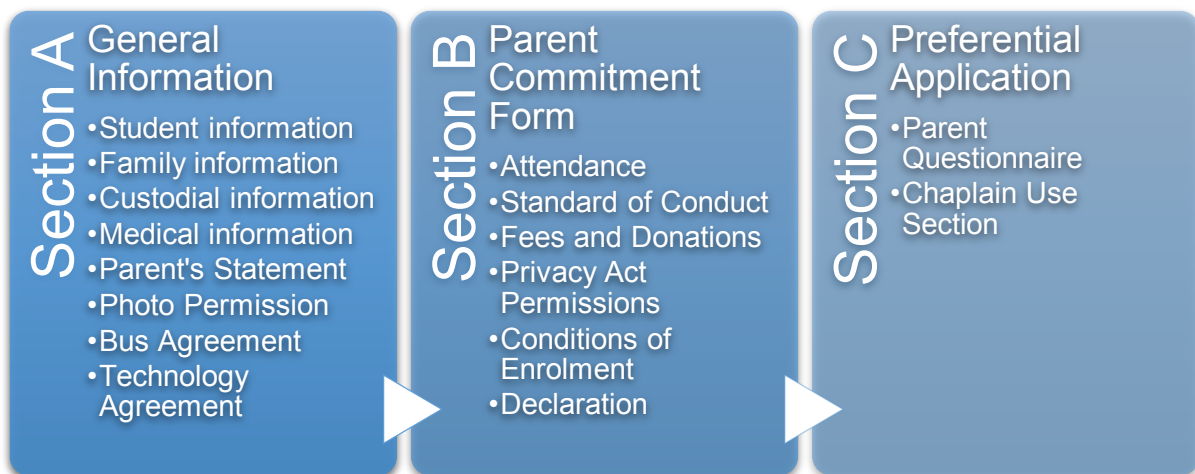 Section A
General
Information
•Student information
•Family information
•Custodial information
•Medical information
•Parent's Statement
•Photo Permission
•Bus Agreement
•Technology
Agreement
Section B
Parent
Commitment
Form
•Attendance
•Standard of Conduct
•Fees and Donations
•Privacy Act
Permissions
•Conditions of
Enrolment
•Declaration
Section C
Preferential
Application
•Parent
Questionnaire
•Chaplain Use
Section